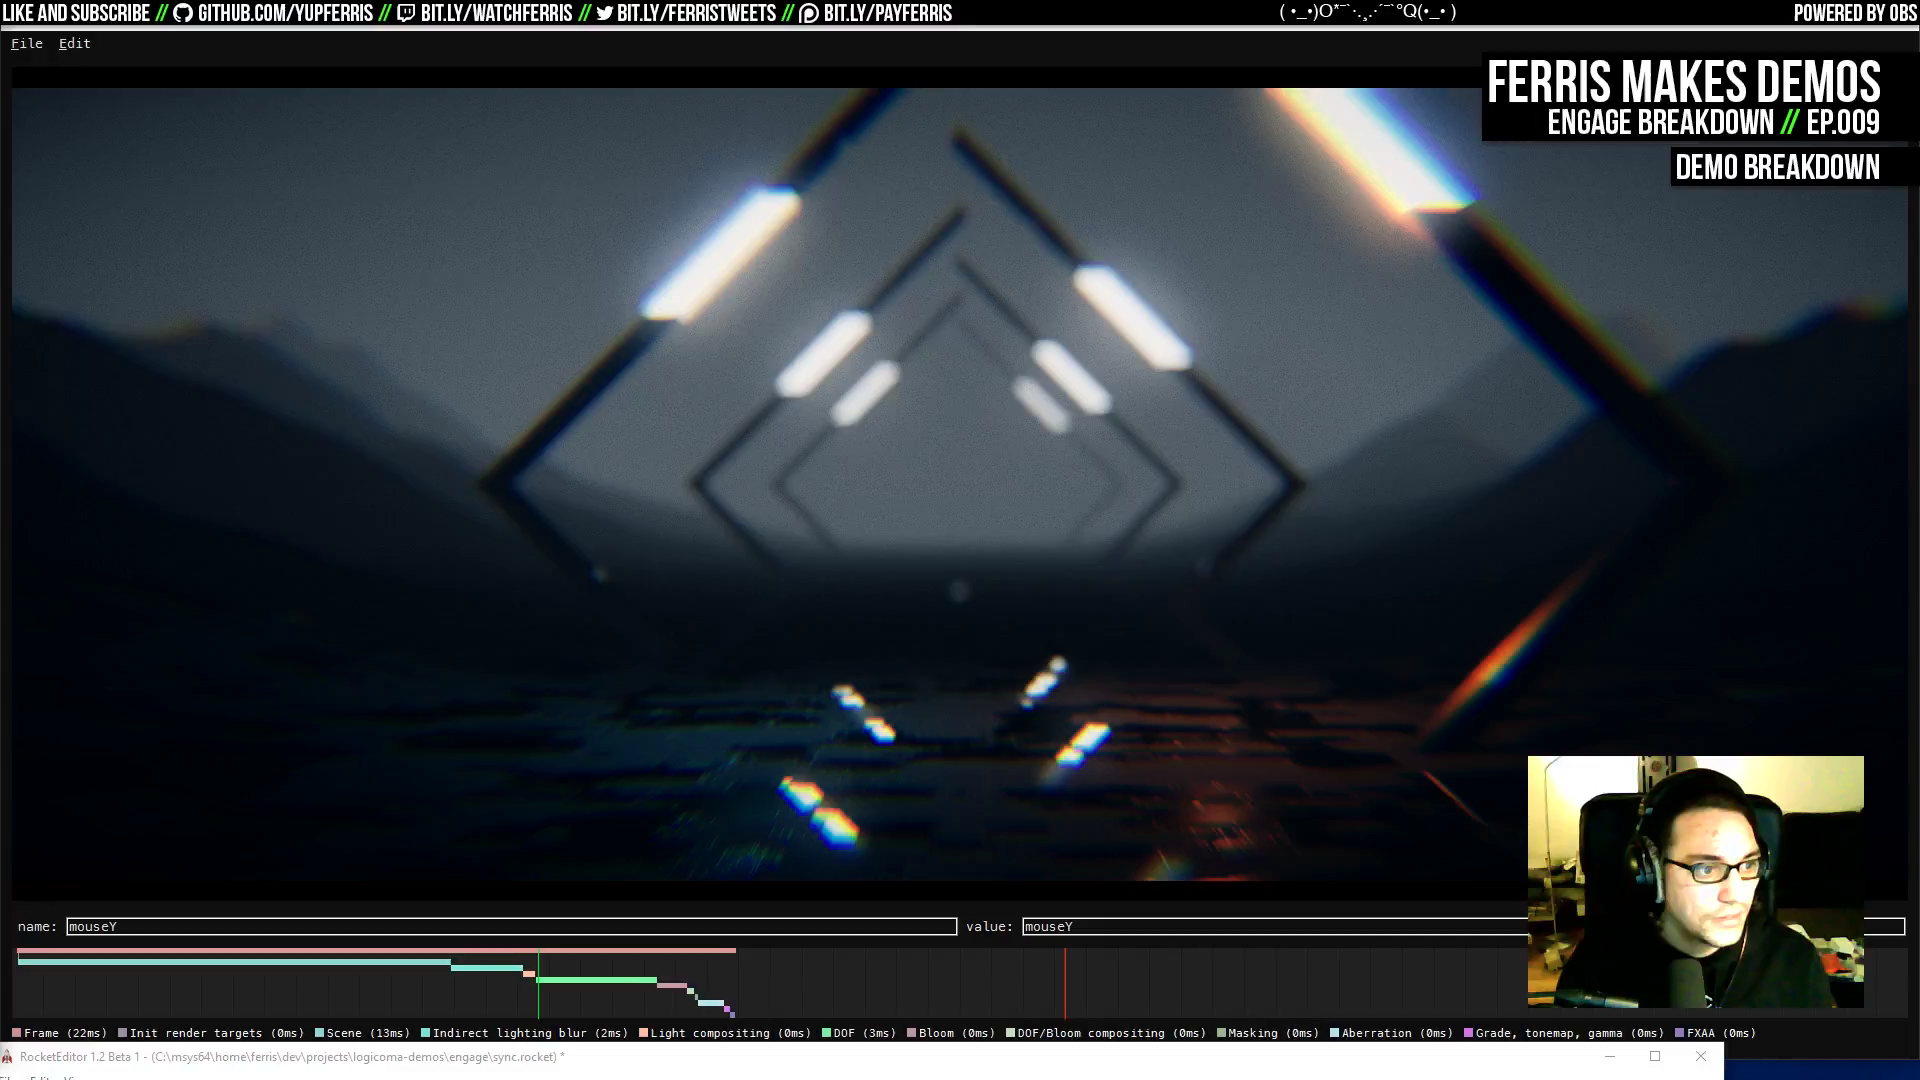 LIKE AND SUBSCRIBE // GITHUB.COM/YUPFERRIS // BIT.LY/WATCHFERRIS // BIT.LY/FERRISTWEETS // BIT.LY/PAYFERRIS
POWERED BY OBS
File Edit
FERRIS MAKES DEMOS
ENGAGE BREAKDOWN // EP.009
DEMO BREAKDOWN
name: mouseY value: mouseY
Frame (22ms) Init render targets (0ms) Scene (13ms) Indirect lighting blur (2ms) Light compositing (0ms) DOF (3ms) Bloom (0ms) DOF/Bloom compositing (0ms) Masking (0ms) Aberration (0ms) Grade, tonemap, gamma (0ms) FXAA (0ms)
RocketEditor 1.2 Beta 1 - (C:\msys64\home\ferris\dev\projects\logicoma-demos\engage\sync.rocket) *